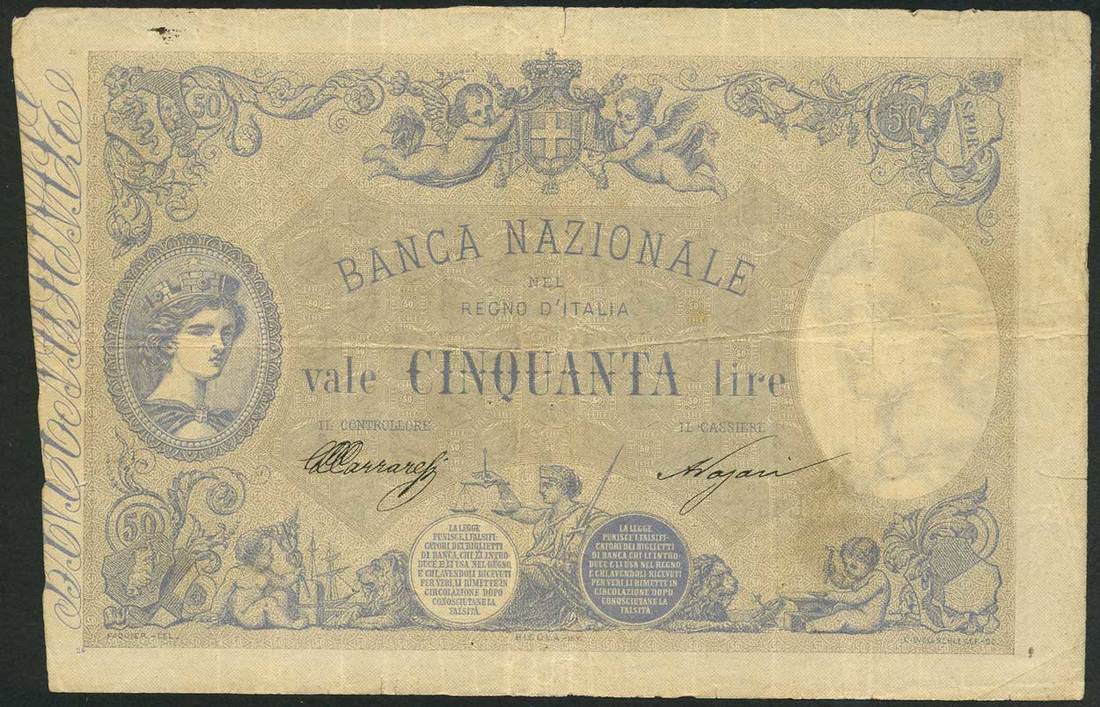 50
50
SPQR
BANCA NAZIONALE
NEL
REGNO D'ITALIA
vale CINQUANTA lire
IL CONTROLLORE
IL CASSIERE
50
LA LEGGE
PUNISCE I FALSIFI-
CATORI DEI BIGLIETTI
DI BANCA, CHI LI INTRO-
DUCE E LI USA NEL REGNO,
E CHI, AVENDOLI RICEVUTI
PER VERI, LI RIMETTE IN
CIRCOLAZIONE DOPO
CONOSCIUTANE LA
FALSITÀ.
LA LEGGE
PUNISCE I FALSIFI-
CATORI DEI BIGLIETTI
DI BANCA, CHI LI INTRO-
DUCE E LI USA NEL REGNO,
E CHI, AVENDOLI RICEVUTI
PER VERI, LI RIMETTE IN
CIRCOLAZIONE DOPO
CONOSCIUTANE LA
FALSITÀ.